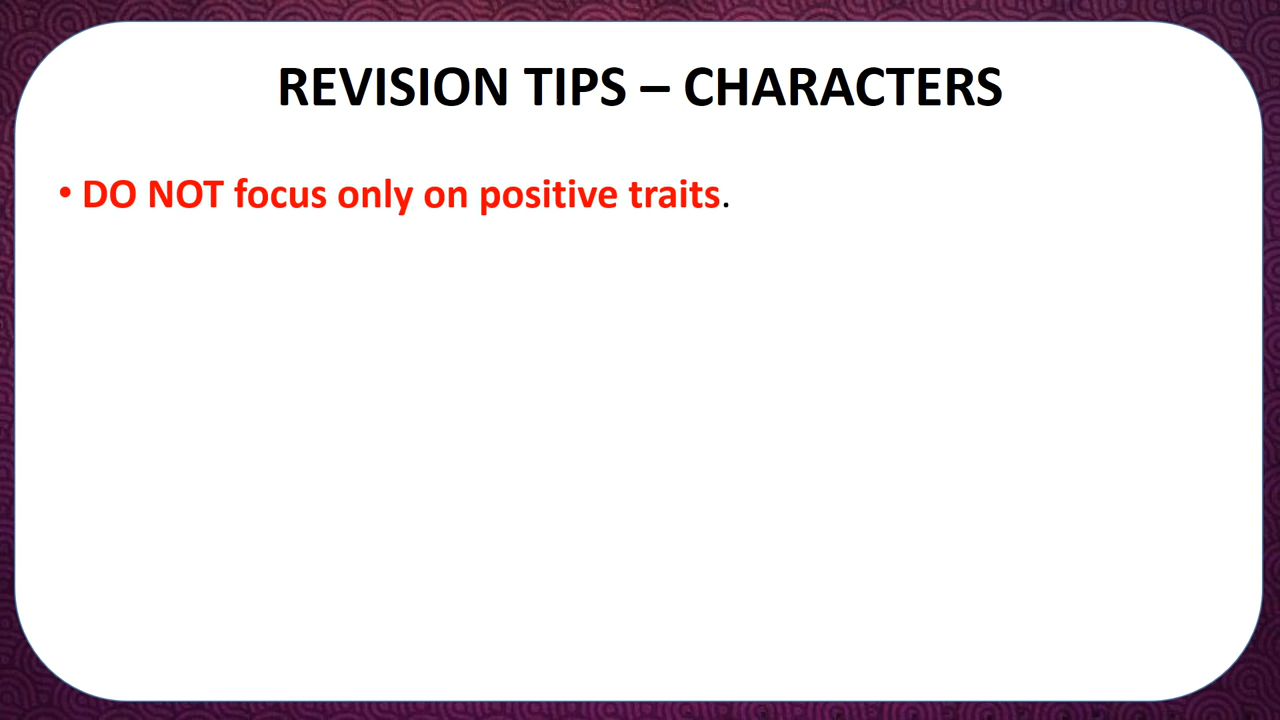 REVISION TIPS – CHARACTERS
• DO NOT focus only on positive traits.